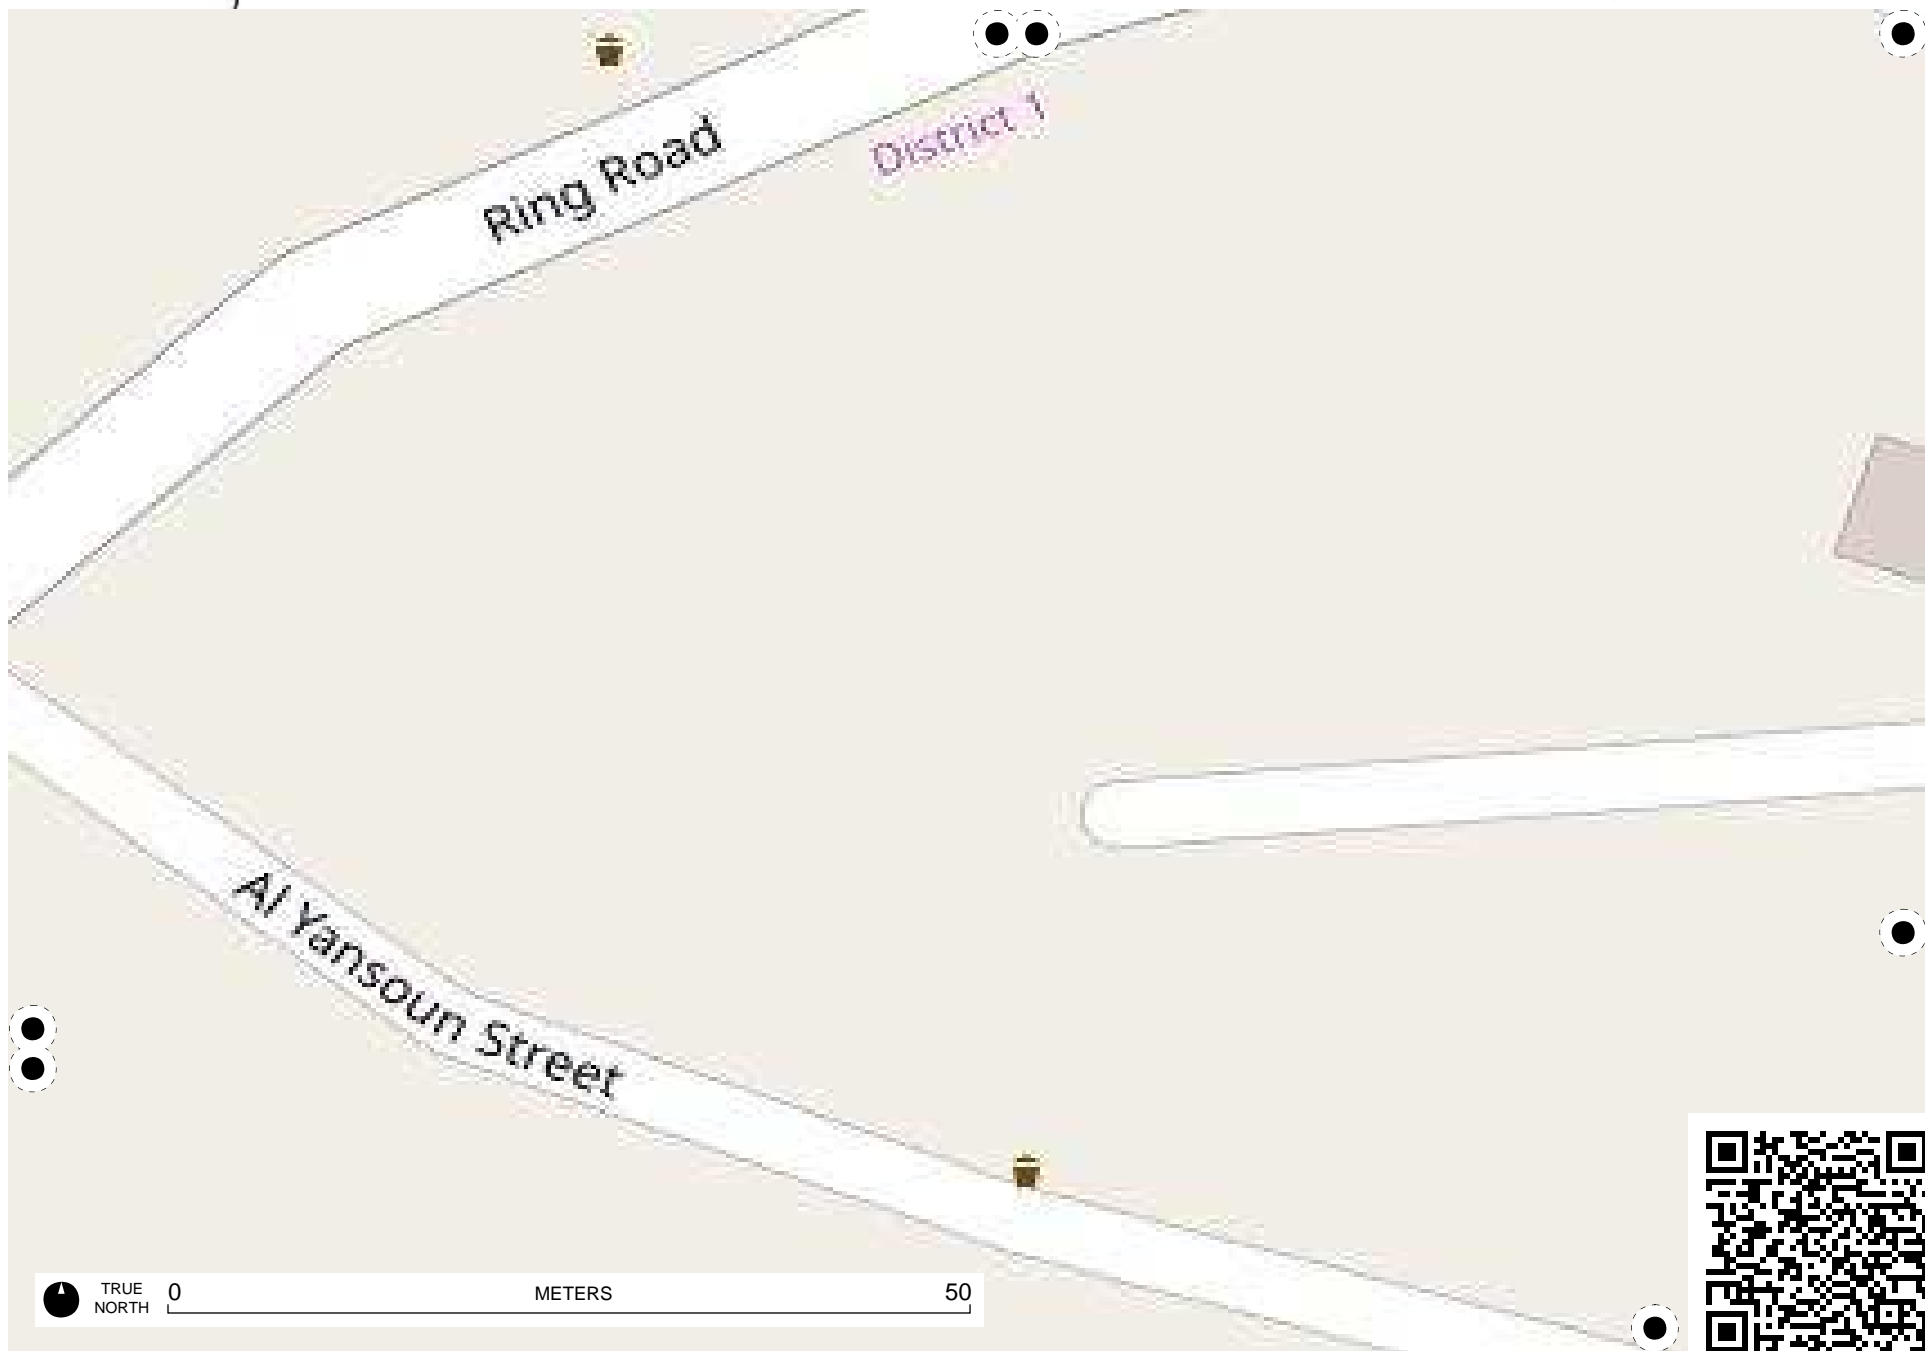 Ring Road
District 1
Al Yansoun Street
TRUE NORTH
0 METERS 50